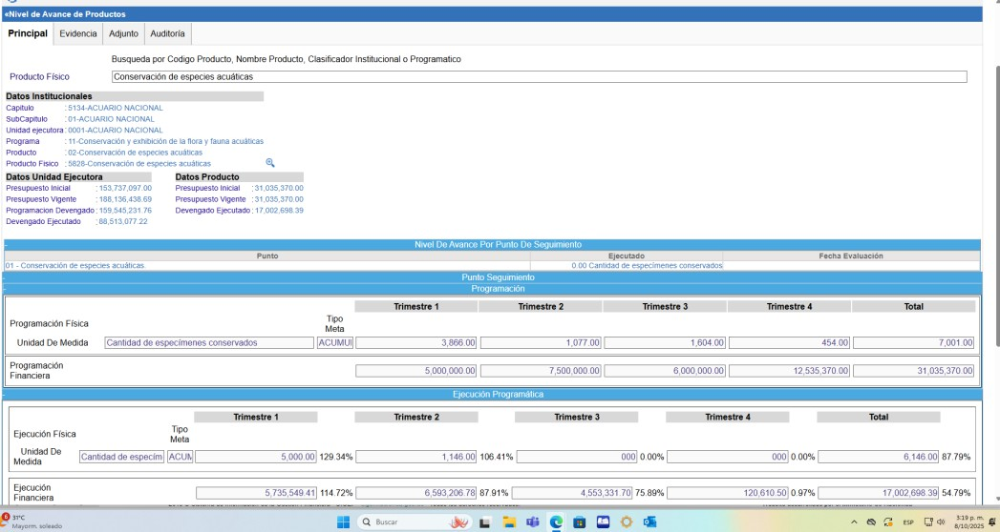 «Nivel de Avance de Productos
Principal Evidencia Adjunto Auditoría
Busqueda por Codigo Producto, Nombre Producto, Clasificador Institucional o Programatico
Producto Físico Conservación de especies acuáticas
Datos Institucionales
Capitulo :5134-ACUARIO NACIONAL
SubCapitulo :01-ACUARIO NACIONAL
Unidad ejecutora :0001-ACUARIO NACIONAL
Programa :11-Conservación y exhibición de la flora y fauna acuáticas
Producto :02-Conservación de especies acuáticas
Producto Fisico :5828-Conservación de especies acuáticas
Datos Unidad Ejecutora Datos Producto
Presupuesto Inicial :153,737,097.00 Presupuesto Inicial :31,035,370.00
Presupuesto Vigente :188,136,438.69 Presupuesto Vigente :31,035,370.00
Programacion Devengado :159,545,231.76 Devengado Ejecutado :17,002,698.39
Devengado Ejecutado :88,513,077.22
Nivel De Avance Por Punto De Seguimiento
Punto Ejecutado Fecha Evaluación
01 - Conservación de especies acuáticas 0.00 Cantidad de especímenes conservados
Punto Seguimiento
Programación
Trimestre 1 Trimestre 2 Trimestre 3 Trimestre 4 Total
Programación Física Tipo Meta
Unidad De Medida Cantidad de especímenes conservados ACUMUI 3,866.00 1,077.00 1,604.00 454.00 7,001.00
Programación Financiera 5,000,000.00 7,500,000.00 6,000,000.00 12,535,370.00 31,035,370.00
Ejecución Programática
Trimestre 1 Trimestre 2 Trimestre 3 Trimestre 4 Total
Ejecución Física Tipo Meta
Unidad De Medida Cantidad de especím ACUM 5,000.00 129.34% 1,146.00 106.41% 000 0.00% 000 0.00% 6,146.00 87.79%
Ejecución Financiera 5,735,549.41 114.72% 6,593,206.78 87.91% 4,553,331.70 75.89% 120,610.50 0.97% 17,002,698.39 54.79%
31°C
Mayorm. soleado
Buscar
ESP
3:19 p. m.
8/10/2025